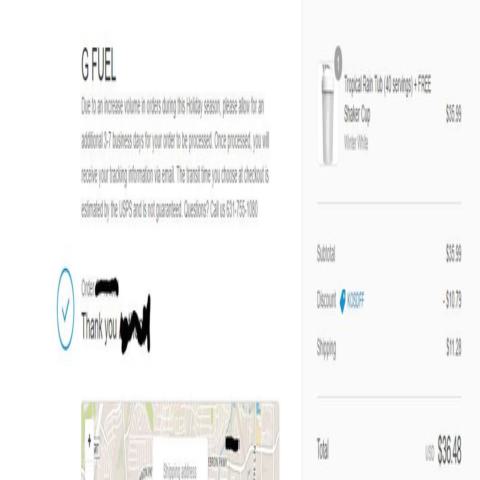 G FUEL
Due to an increase volume in orders during this Holiday season, please allow for an
additional 3-7 business days for your order to be processed. Once processed, you will
receive your tracking information via email. The transit time you choose at checkout is
estimated by the USPS and is not guaranteed. Questions? Call us 631-755-1080
Order
Thank you
Shipping address
1
Tropical Rain Tub (40 servings) + FREE
Shaker Cup
Winter White
$35.99
Subtotal $35.99
Discount KOSOFF - $10.79
Shipping $11.28
Total USD $36.48